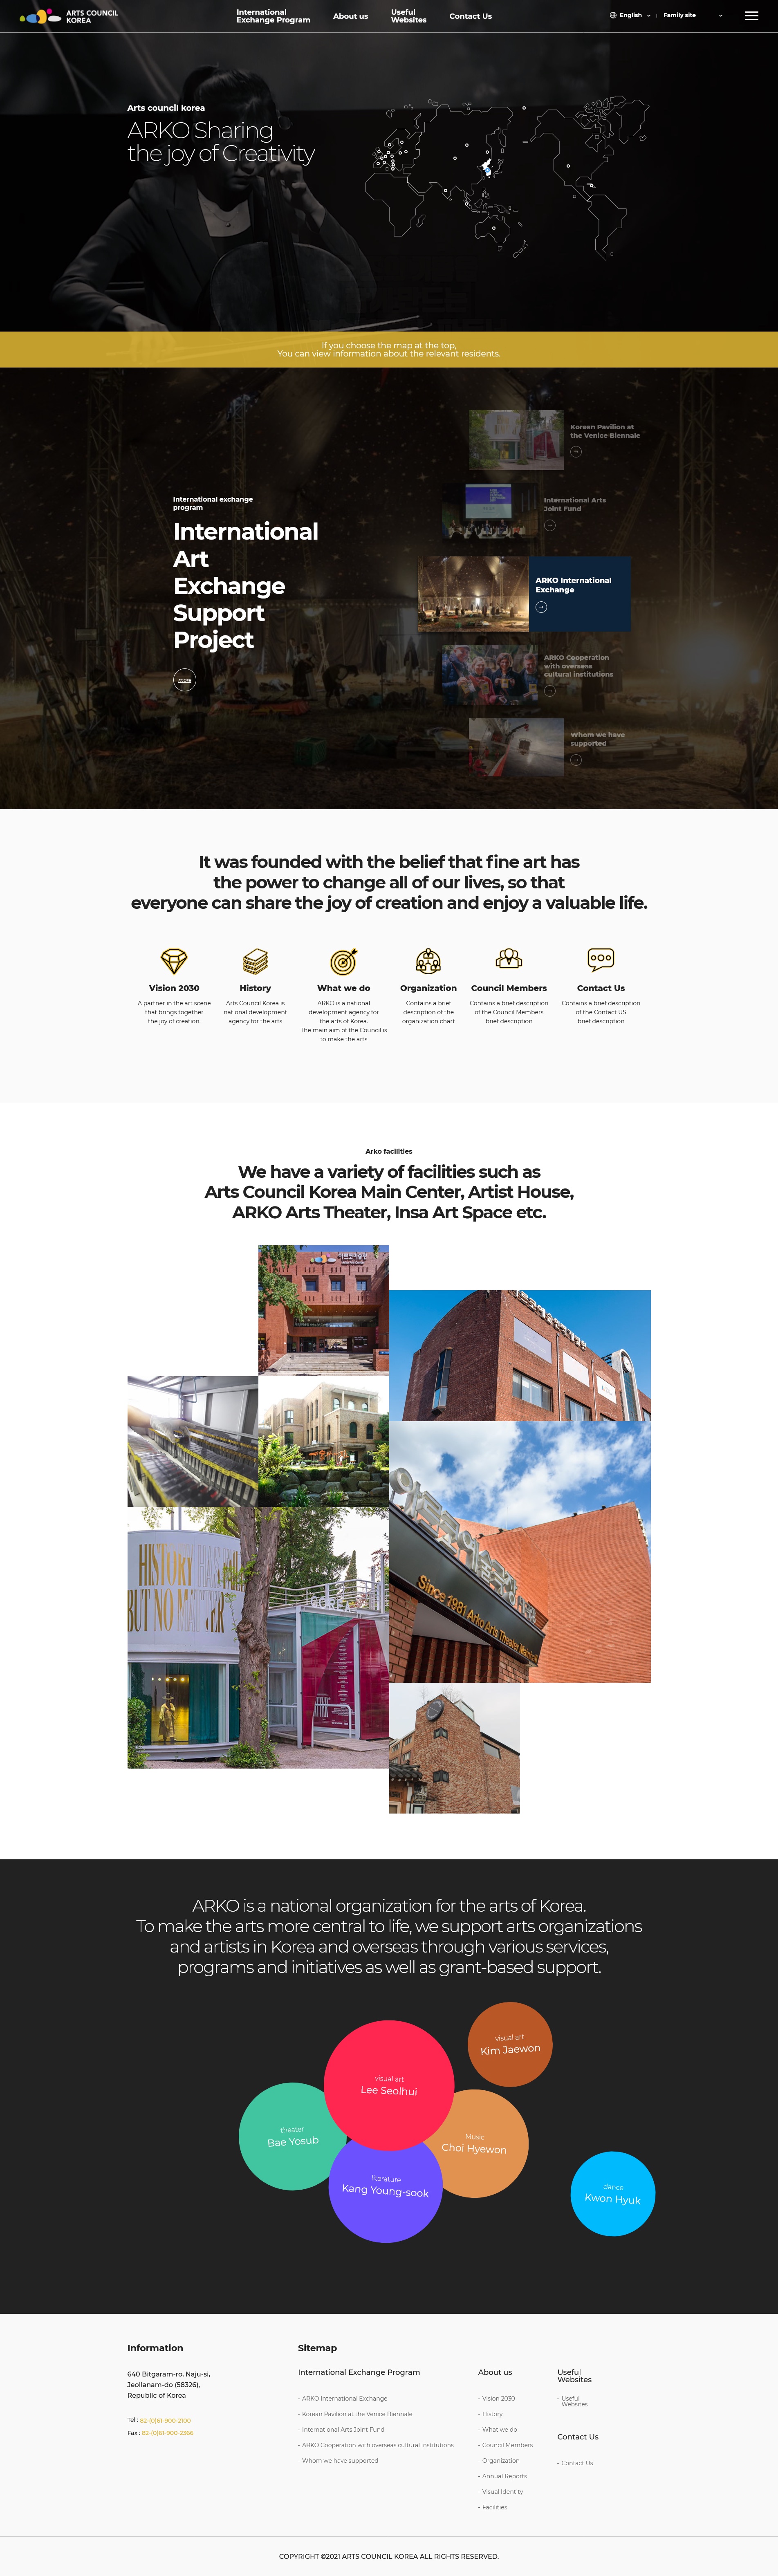 ARTS COUNCIL
KOREA
International
Exchange Program
About us
Useful
Websites
Contact Us
English
Family site
Arts council korea
ARKO Sharing
the joy of Creativity
If you choose the map at the top,
You can view information about the relevant residents.
International exchange
program
International
Art
Exchange
Support
Project
more
Korean Pavilion at
the Venice Biennale
International Arts
Joint Fund
ARKO International
Exchange
ARKO Cooperation
with overseas
cultural institutions
Whom we have
supported
It was founded with the belief that fine art has
the power to change all of our lives, so that
everyone can share the joy of creation and enjoy a valuable life.
Vision 2030
A partner in the art scene
that brings together
the joy of creation.
History
Arts Council Korea is
national development
agency for the arts
What we do
ARKO is a national
development agency for
the arts of Korea.
The main aim of the Council is
to make the arts
Organization
Contains a brief
description of the
organization chart
Council Members
Contains a brief description
of the Council Members
brief description
Contact Us
Contains a brief description
of the Contact US
brief description
Arko facilities
We have a variety of facilities such as
Arts Council Korea Main Center, Artist House,
ARKO Arts Theater, Insa Art Space etc.
HISTORY
BUT NO MATTER
Since 1981 Arko Arts Theater
ARKO is a national organization for the arts of Korea.
To make the arts more central to life, we support arts organizations
and artists in Korea and overseas through various services,
programs and initiatives as well as grant-based support.
visual art
Kim Jaewon
visual art
Lee Seolhui
theater
Bae Yosub
Music
Choi Hyewon
literature
Kang Young-sook
dance
Kwon Hyuk
Information
640 Bitgaram-ro, Naju-si,
Jeollanam-do (58326),
Republic of Korea
Tel : 82-(0)61-900-2100
Fax : 82-(0)61-900-2366
Sitemap
International Exchange Program
- ARKO International Exchange
- Korean Pavilion at the Venice Biennale
- International Arts Joint Fund
- ARKO Cooperation with overseas cultural institutions
- Whom we have supported
About us
- Vision 2030
- History
- What we do
- Council Members
- Organization
- Annual Reports
- Visual Identity
- Facilities
Useful
Websites
- Useful
Websites
Contact Us
- Contact Us
COPYRIGHT ©2021 ARTS COUNCIL KOREA ALL RIGHTS RESERVED.